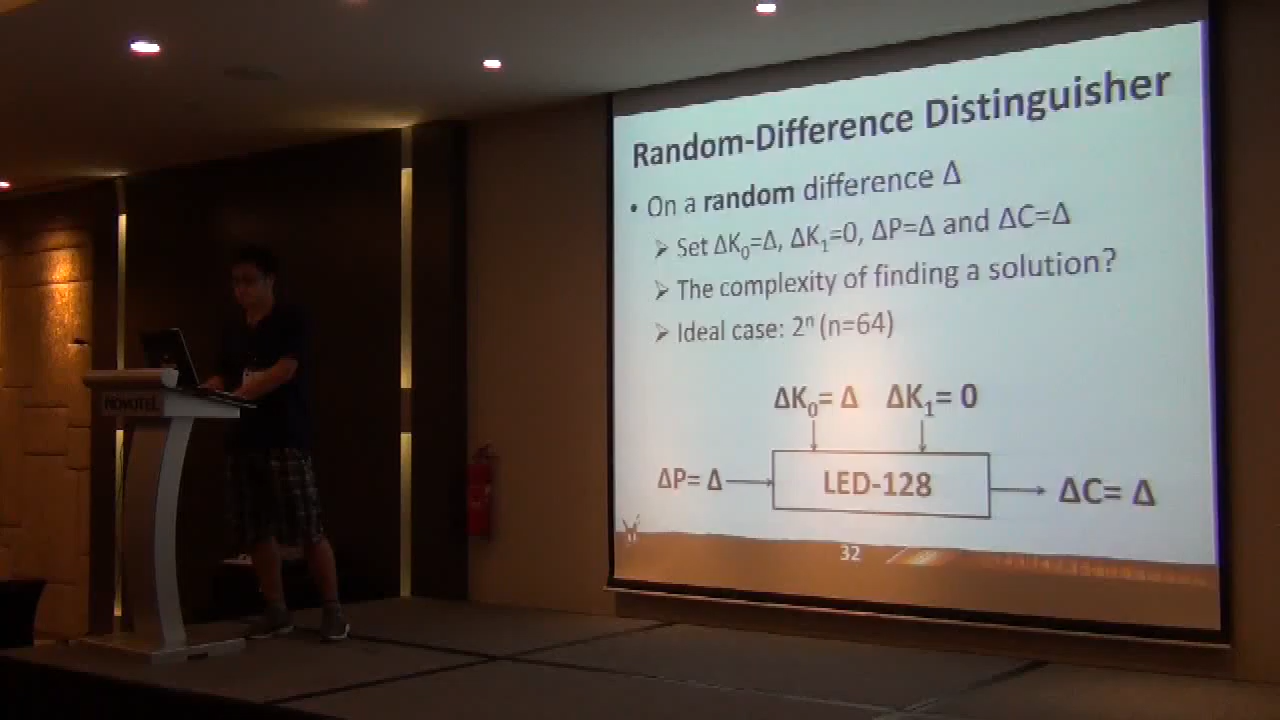 Random-Difference Distinguisher
• On a random difference Δ
➢ Set ΔK₀=Δ, ΔK₁=0, ΔP=Δ and ΔC=Δ
➢ The complexity of finding a solution?
➢ Ideal case: 2ⁿ (n=64)
ΔK₀= Δ ΔK₁= 0
ΔP= Δ
LED-128
ΔC= Δ
32
NOVOTEL